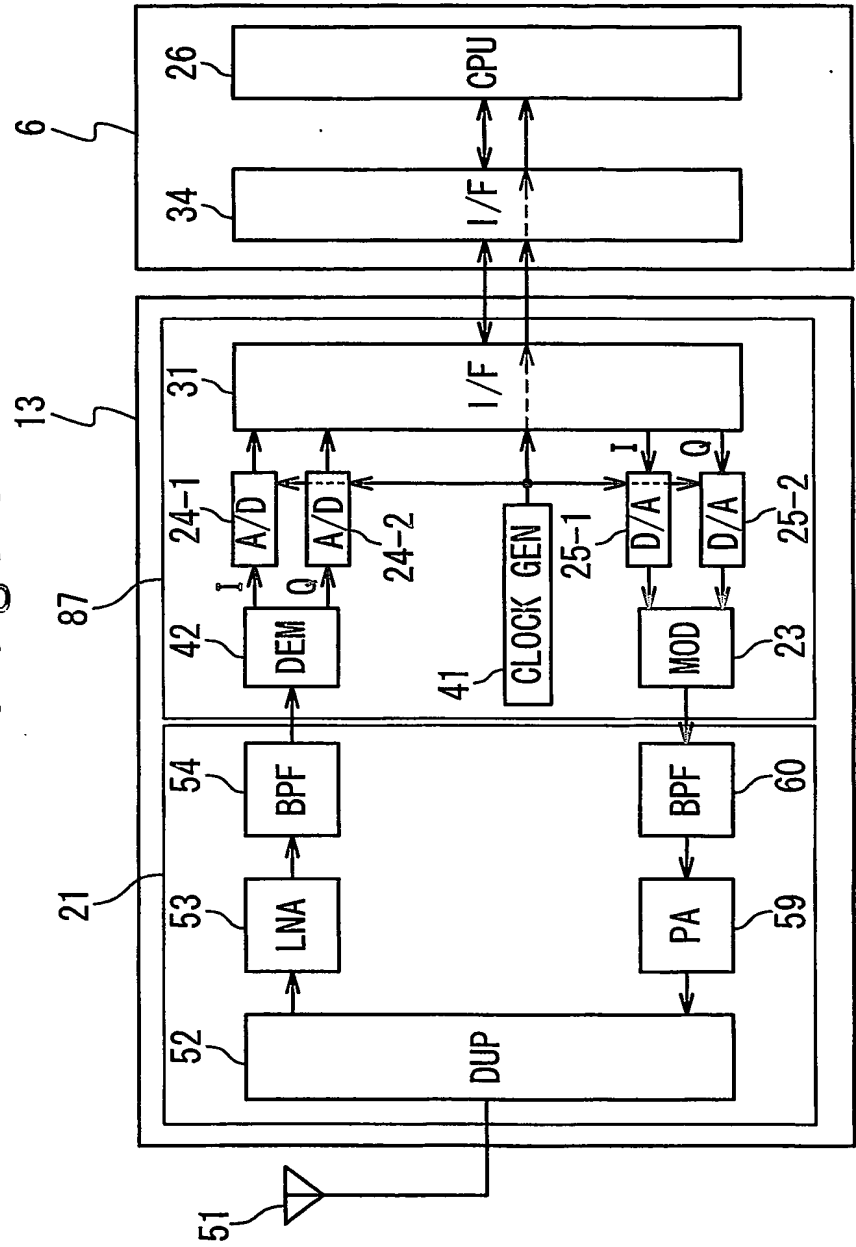 6
26
CPU
34
I/F
13
31
I/F
87
24-1
A/D
24-2
A/D
I
Q
42
DEM
41
CLOCK GEN
25-1
D/A
25-2
D/A
I
Q
23
MOD
21
54
BPF
53
LNA
52
DUP
60
BPF
59
PA
51